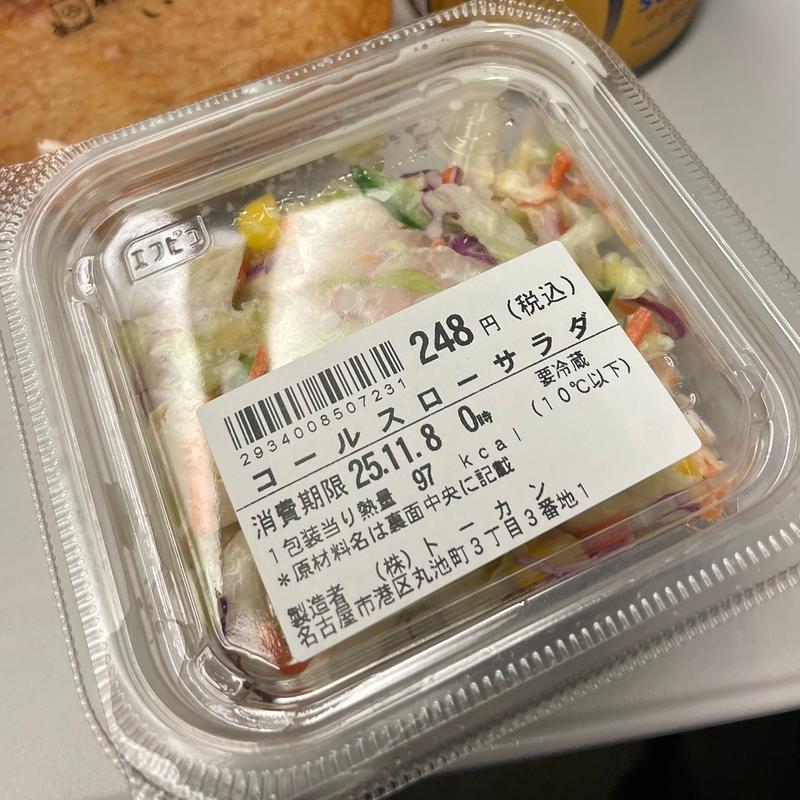 エフピコ
248円(税込)
2934008507231
コールスローサラダ
消費期限 25.11.8 0時
要冷蔵
(10℃以下)
1包装当り熱量 97 kcal
*原材料名は裏面中央に記載
製造者 (株)トーカン
名古屋市港区丸池町3丁目3番地1